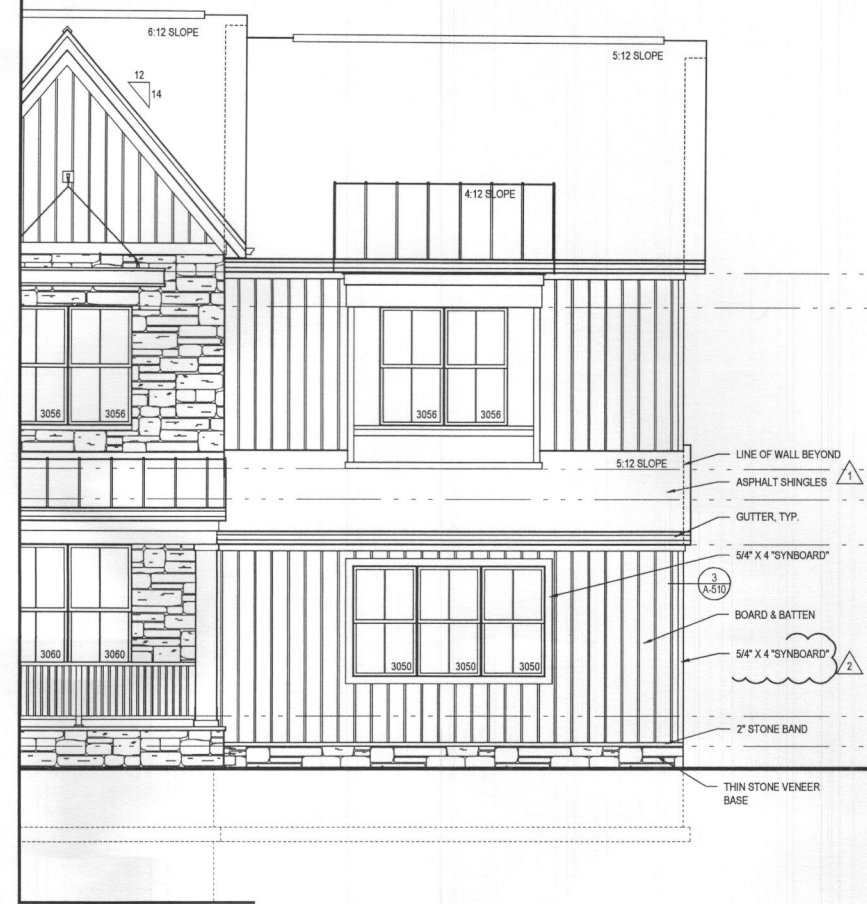 6:12 SLOPE
5:12 SLOPE
12
14
4:12 SLOPE
3056 3056 3056 3056
5:12 SLOPE
LINE OF WALL BEYOND
1
ASPHALT SHINGLES
GUTTER, TYP.
5/4" X 4 "SYNBOARD"
3
A-510
BOARD & BATTEN
5/4" X 4 "SYNBOARD"
2
3060 3060 3050 3050 3050
2" STONE BAND
THIN STONE VENEER
BASE